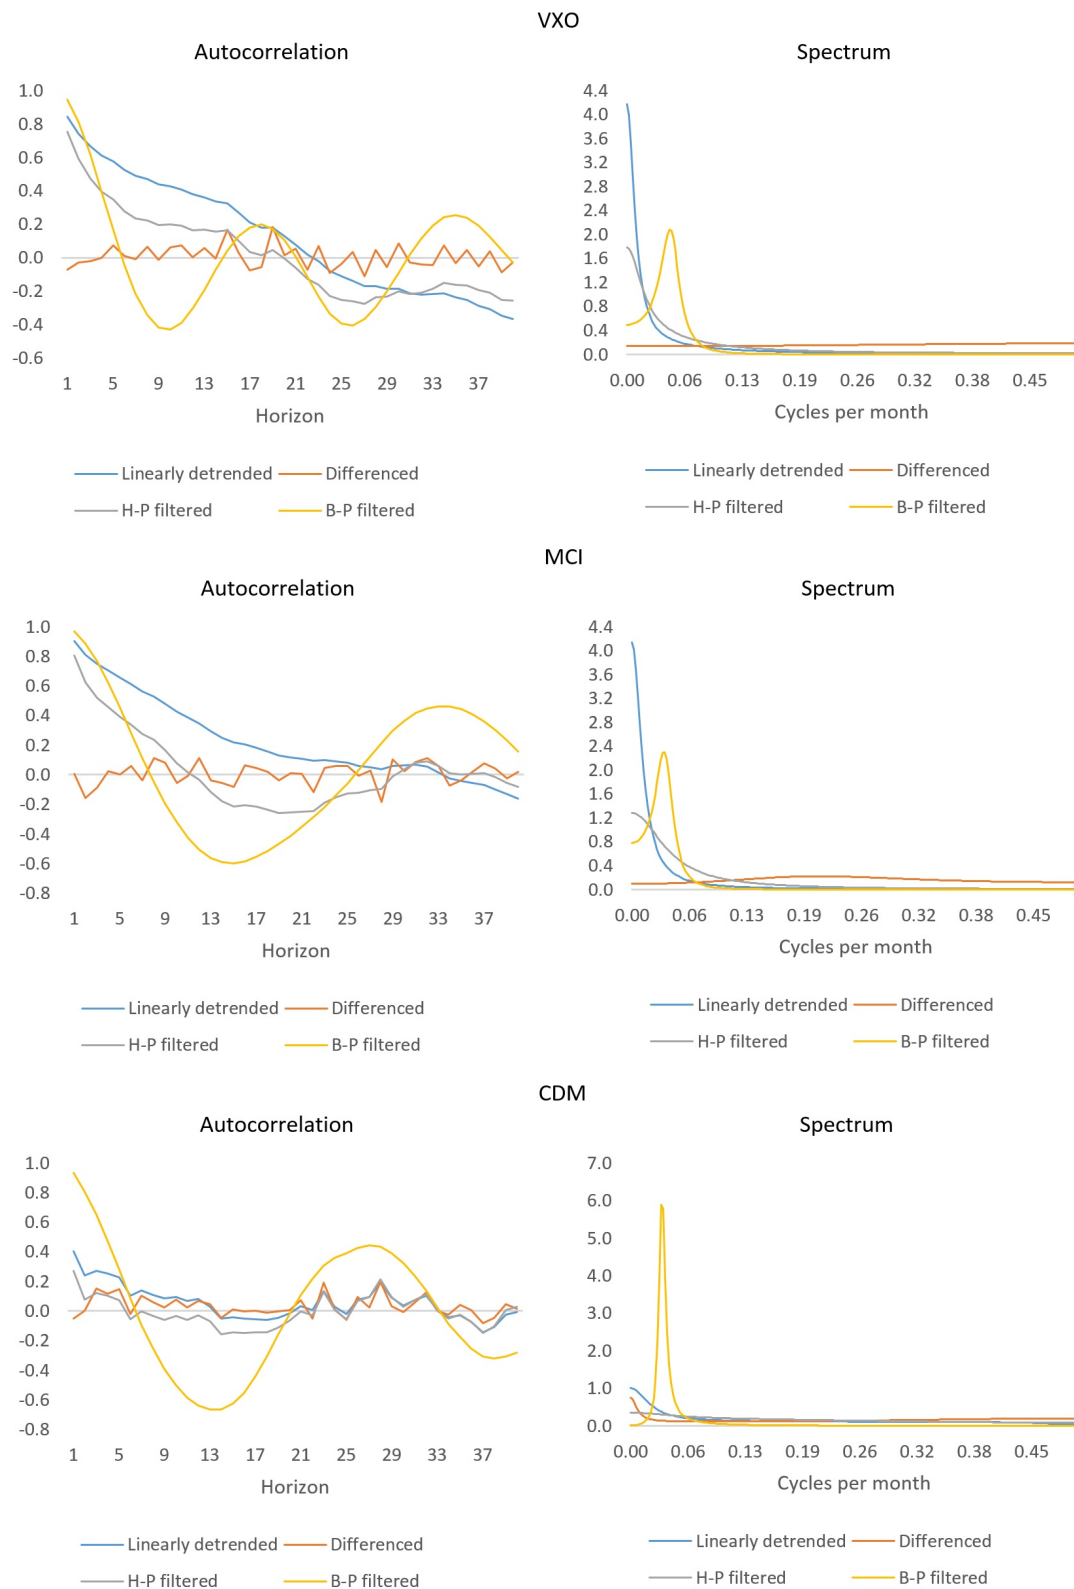 VXO
Autocorrelation
1.0
0.8
0.6
0.4
0.2
0.0
-0.2
-0.4
-0.6
1 5 9 13 17 21 25 29 33 37
Horizon
Linearly detrended Differenced
H-P filtered B-P filtered
Spectrum
4.4
4.0
3.6
3.2
2.8
2.4
2.0
1.6
1.2
0.8
0.4
0.0
0.00 0.06 0.13 0.19 0.26 0.32 0.38 0.45
Cycles per month
Linearly detrended Differenced
H-P filtered B-P filtered
MCI
Autocorrelation
1.0
0.8
0.6
0.4
0.2
0.0
-0.2
-0.4
-0.6
-0.8
1 5 9 13 17 21 25 29 33 37
Horizon
Linearly detrended Differenced
H-P filtered B-P filtered
Spectrum
4.4
4.0
3.6
3.2
2.8
2.4
2.0
1.6
1.2
0.8
0.4
0.0
0.00 0.06 0.13 0.19 0.26 0.32 0.38 0.45
Cycles per month
Linearly detrended Differenced
H-P filtered B-P filtered
CDM
Autocorrelation
1.0
0.8
0.6
0.4
0.2
0.0
-0.2
-0.4
-0.6
-0.8
1 5 9 13 17 21 25 29 33 37
Horizon
Linearly detrended Differenced
H-P filtered B-P filtered
Spectrum
7.0
6.0
5.0
4.0
3.0
2.0
1.0
0.0
0.00 0.06 0.13 0.19 0.26 0.32 0.38 0.45
Cycles per month
Linearly detrended Differenced
H-P filtered B-P filtered